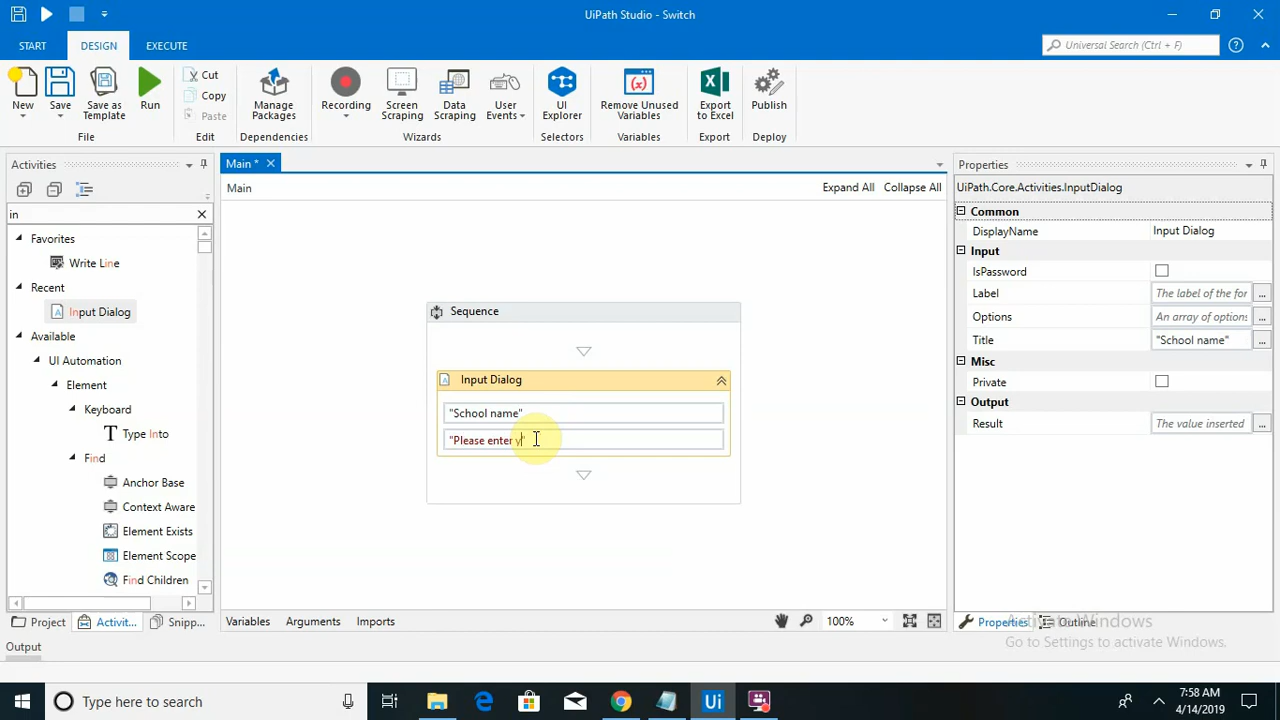 UiPath Studio - Switch
START
DESIGN
EXECUTE
Universal Search (Ctrl + F)
New
Save
Save as Template
Run
Cut
Copy
Paste
Manage Packages
Recording
Screen Scraping
Data Scraping
User Events
UI Explorer
Remove Unused Variables
Export to Excel
Publish
File
Edit
Dependencies
Wizards
Selectors
Variables
Export
Deploy
Activities
in
Favorites
Write Line
Recent
Input Dialog
Available
UI Automation
Element
Keyboard
Type Into
Find
Anchor Base
Context Aware
Element Exists
Element Scope
Find Children
Project
Activit...
Snipp...
Output
Main *
Main
Expand All
Collapse All
Sequence
Input Dialog
"School name"
"Please enter y"
Variables
Arguments
Imports
100%
Properties
UiPath.Core.Activities.InputDialog
Common
DisplayName Input Dialog
Input
IsPassword
Label The label of the for ...
Options An array of options ...
Title "School name" ...
Misc
Private
Output
Result The value inserted ...
Properties
Outline
Activate Windows
Go to Settings to activate Windows.
Type here to search
Ui
7:58 AM
4/14/2019